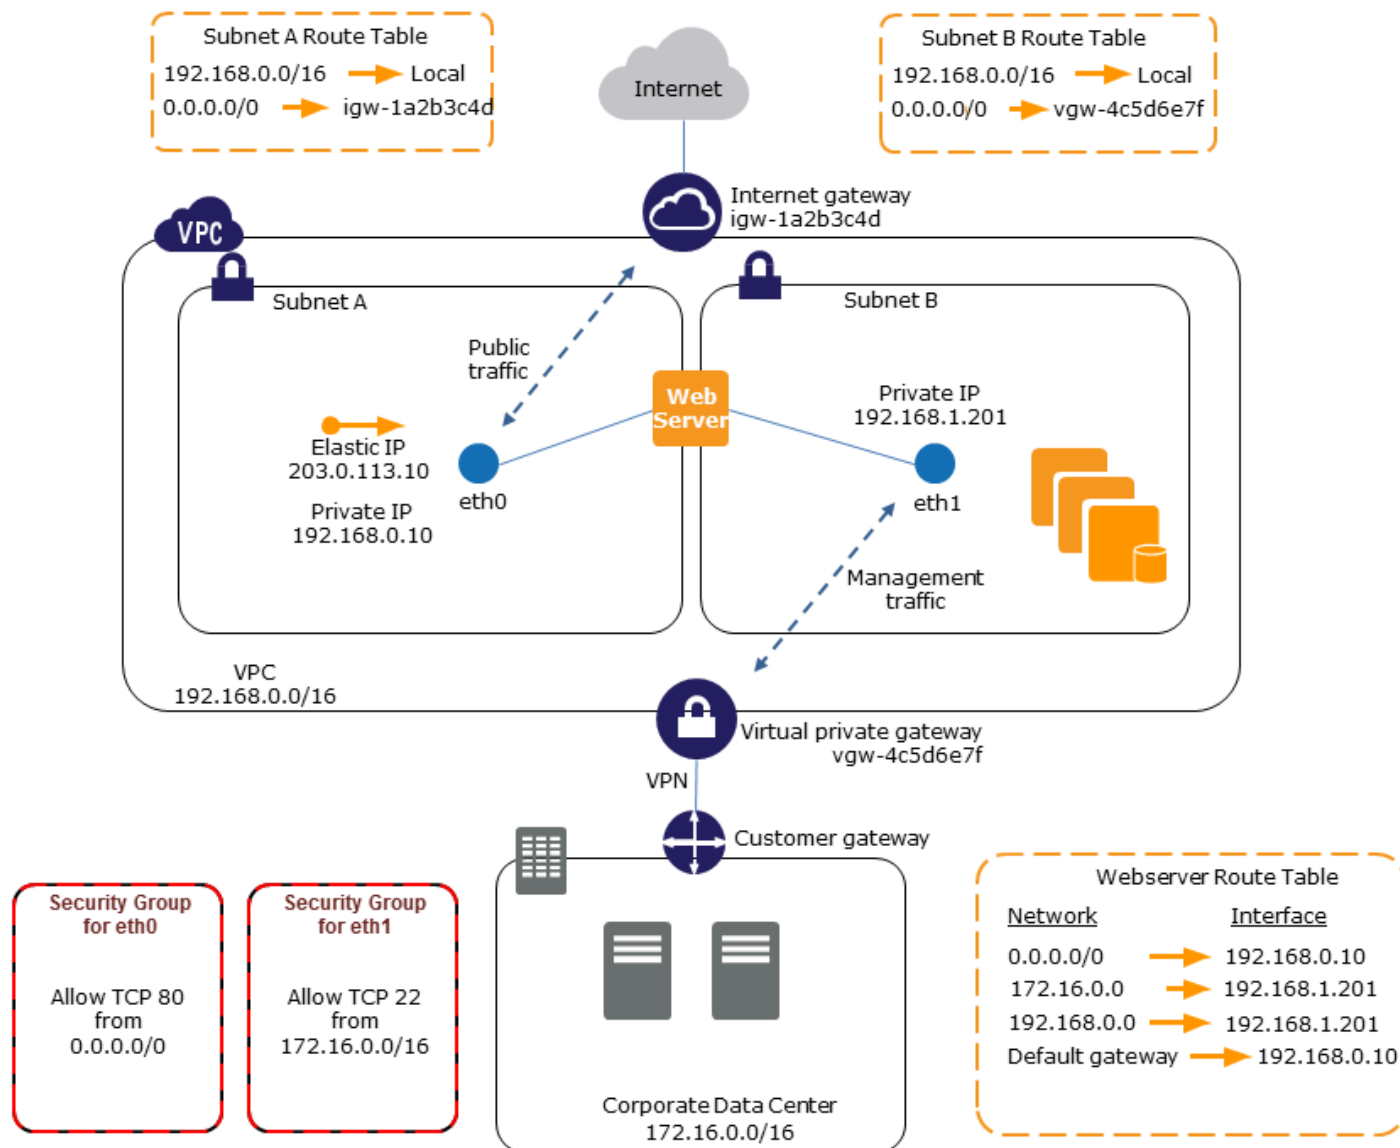 Subnet A Route Table
192.168.0.0/16 Local
0.0.0.0/0 igw-1a2b3c4d
Internet
Subnet B Route Table
192.168.0.0/16 Local
0.0.0.0/0 vgw-4c5d6e7f
Internet gateway
igw-1a2b3c4d
VPC
Subnet A
Subnet B
Public
traffic
Web
Server
Private IP
192.168.1.201
Elastic IP
203.0.113.10
eth0
Private IP
192.168.0.10
eth1
Management
traffic
VPC
192.168.0.0/16
Virtual private gateway
vgw-4c5d6e7f
VPN
Customer gateway
Security Group
for eth0
Allow TCP 80
from
0.0.0.0/0
Security Group
for eth1
Allow TCP 22
from
172.16.0.0/16
Corporate Data Center
172.16.0.0/16
Webserver Route Table
Network Interface
0.0.0.0/0 192.168.0.10
172.16.0.0 192.168.1.201
192.168.0.0 192.168.1.201
Default gateway 192.168.0.10